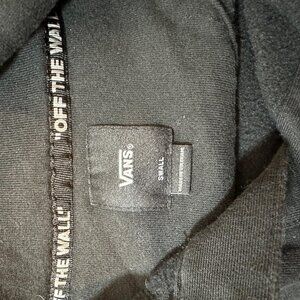 "OFF THE WALL"
OFF THE WALL"
VANS®
SMALL